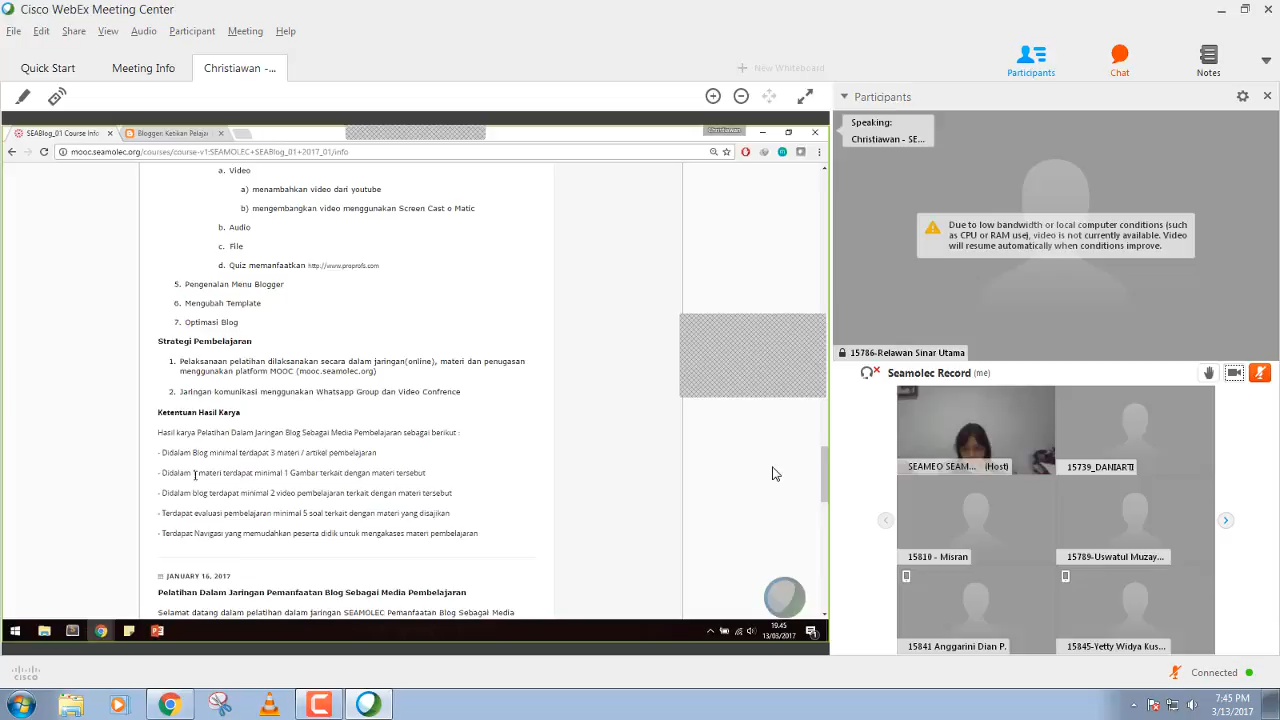 Cisco WebEx Meeting Center
File Edit Share View Audio Participant Meeting Help
Quick Start Meeting Info Christiawan -...
New Whiteboard
Participants Chat Notes
Participants
Speaking:
Christiawan - SE...
Due to low bandwidth or local computer conditions (such
as CPU or RAM use), video is not currently available. Video
will resume automatically when conditions improve.
15786-Relawan Sinar Utama
Seamolec Record (me)
SEAMEO SEAM... (Host)
15739_DANIARTI
15810 - Misran
15789-Uswatul Muzay...
15841 Anggarini Dian P.
15845-Yetty Widya Kus...
SEABlog_01 Course Info
Blogger: Ketikan Pelajar
Christiawan
mooc.seamolec.org/courses/course-v1:SEAMOLEC+SEABlog_01+2017_01/info
a. Video
a) menambahkan video dari youtube
b) mengembangkan video menggunakan Screen Cast o Matic
b. Audio
c. File
d. Quiz memanfaatkan http://www.proprofs.com
5. Pengenalan Menu Blogger
6. Mengubah Template
7. Optimasi Blog
Strategi Pembelajaran
1. Pelaksanaan pelatihan dilaksanakan secara dalam jaringan(online), materi dan penugasan
menggunakan platform MOOC (mooc.seamolec.org)
2. Jaringan komunikasi menggunakan Whatsapp Group dan Video Confrence
Ketentuan Hasil Karya
Hasil karya Pelatihan Dalam Jaringan Blog Sebagai Media Pembelajaran sebagai berikut :
- Didalam Blog minimal terdapat 3 materi / artikel pembelajaran
- Didalam materi terdapat minimal 1 Gambar terkait dengan materi tersebut
- Didalam blog terdapat minimal 2 video pembelajaran terkait dengan materi tersebut
- Terdapat evaluasi pembelajaran minimal 5 soal terkait dengan materi yang disajikan
- Terdapat Navigasi yang memudahkan peserta didik untuk mengakases materi pembelajaran
JANUARY 16, 2017
Pelatihan Dalam Jaringan Pemanfaatan Blog Sebagai Media Pembelajaran
Selamat datang dalam pelatihan dalam jaringan SEAMOLEC Pemanfaatan Blog Sebagai Media
19.45
13/03/2017
cisco
Connected
7:45 PM
3/13/2017